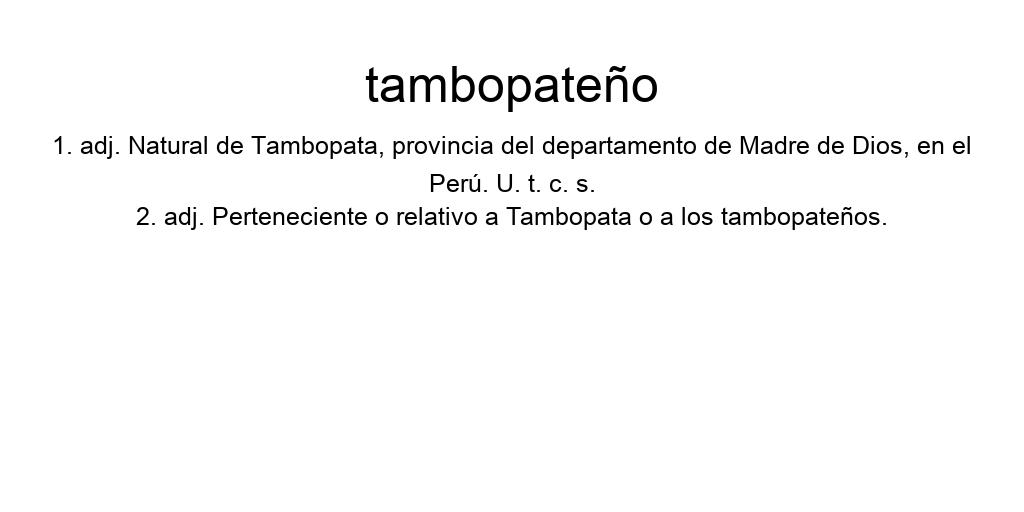 tambopateño
1. adj. Natural de Tambopata, provincia del departamento de Madre de Dios, en el
Perú. U. t. c. s.
2. adj. Perteneciente o relativo a Tambopata o a los tambopateños.